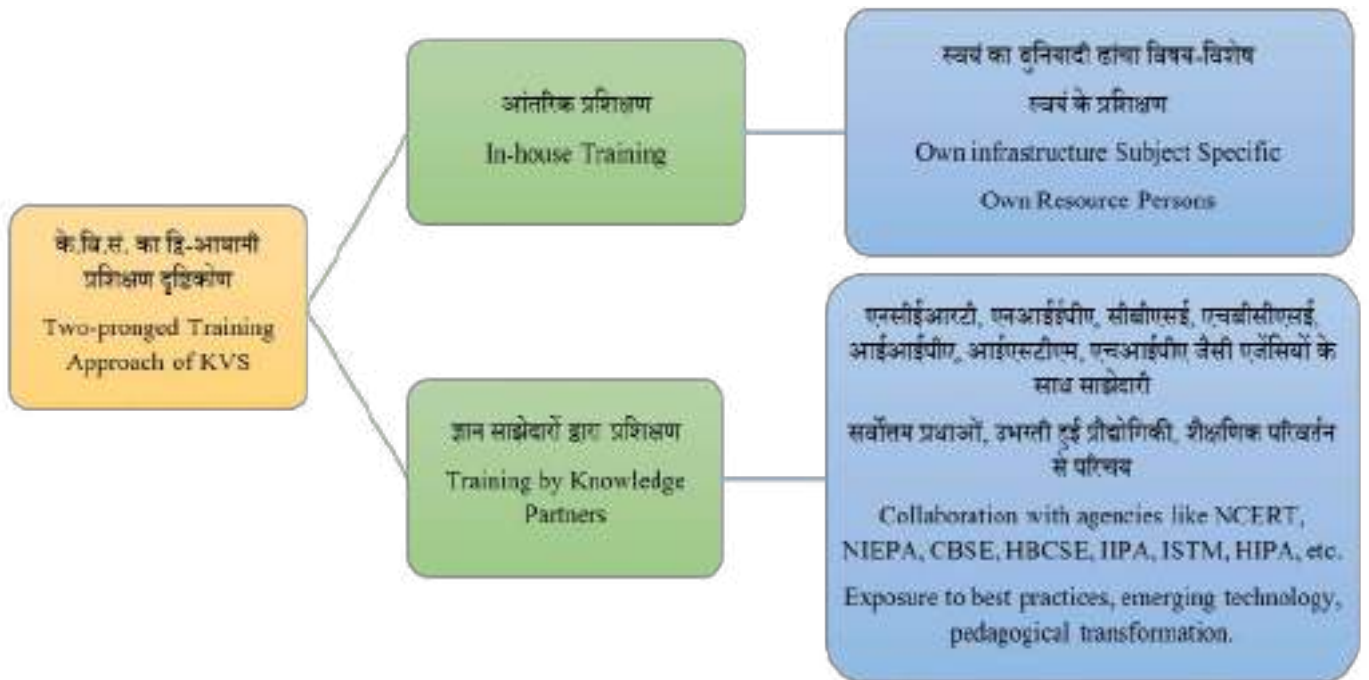 के.वि.सं. का द्वि-आयामी
प्रशिक्षण दृष्टिकोण
Two-pronged Training
Approach of KVS
आंतरिक प्रशिक्षण
In-house Training
स्वयं का बुनियादी ढांचा विषय-विशेष
स्वयं के प्रशिक्षण
Own infrastructure Subject Specific
Own Resource Persons
ज्ञान साझेदारों द्वारा प्रशिक्षण
Training by Knowledge
Partners
एनसीईआरटी, एनआईईपीए, सीबीएसई, एचबीसीएसई,
आईआईपीए, आईएसटीएम, एचआईपीए जैसी एजेंसियों के
साथ साझेदारी
सर्वोत्तम प्रथाओं, उभरती हुई प्रौद्योगिकी, शैक्षणिक परिवर्तन
से परिचय
Collaboration with agencies like NCERT,
NIEPA, CBSE, HBCSE, IIPA, ISTM, HIPA, etc.
Exposure to best practices, emerging technology,
pedagogical transformation.